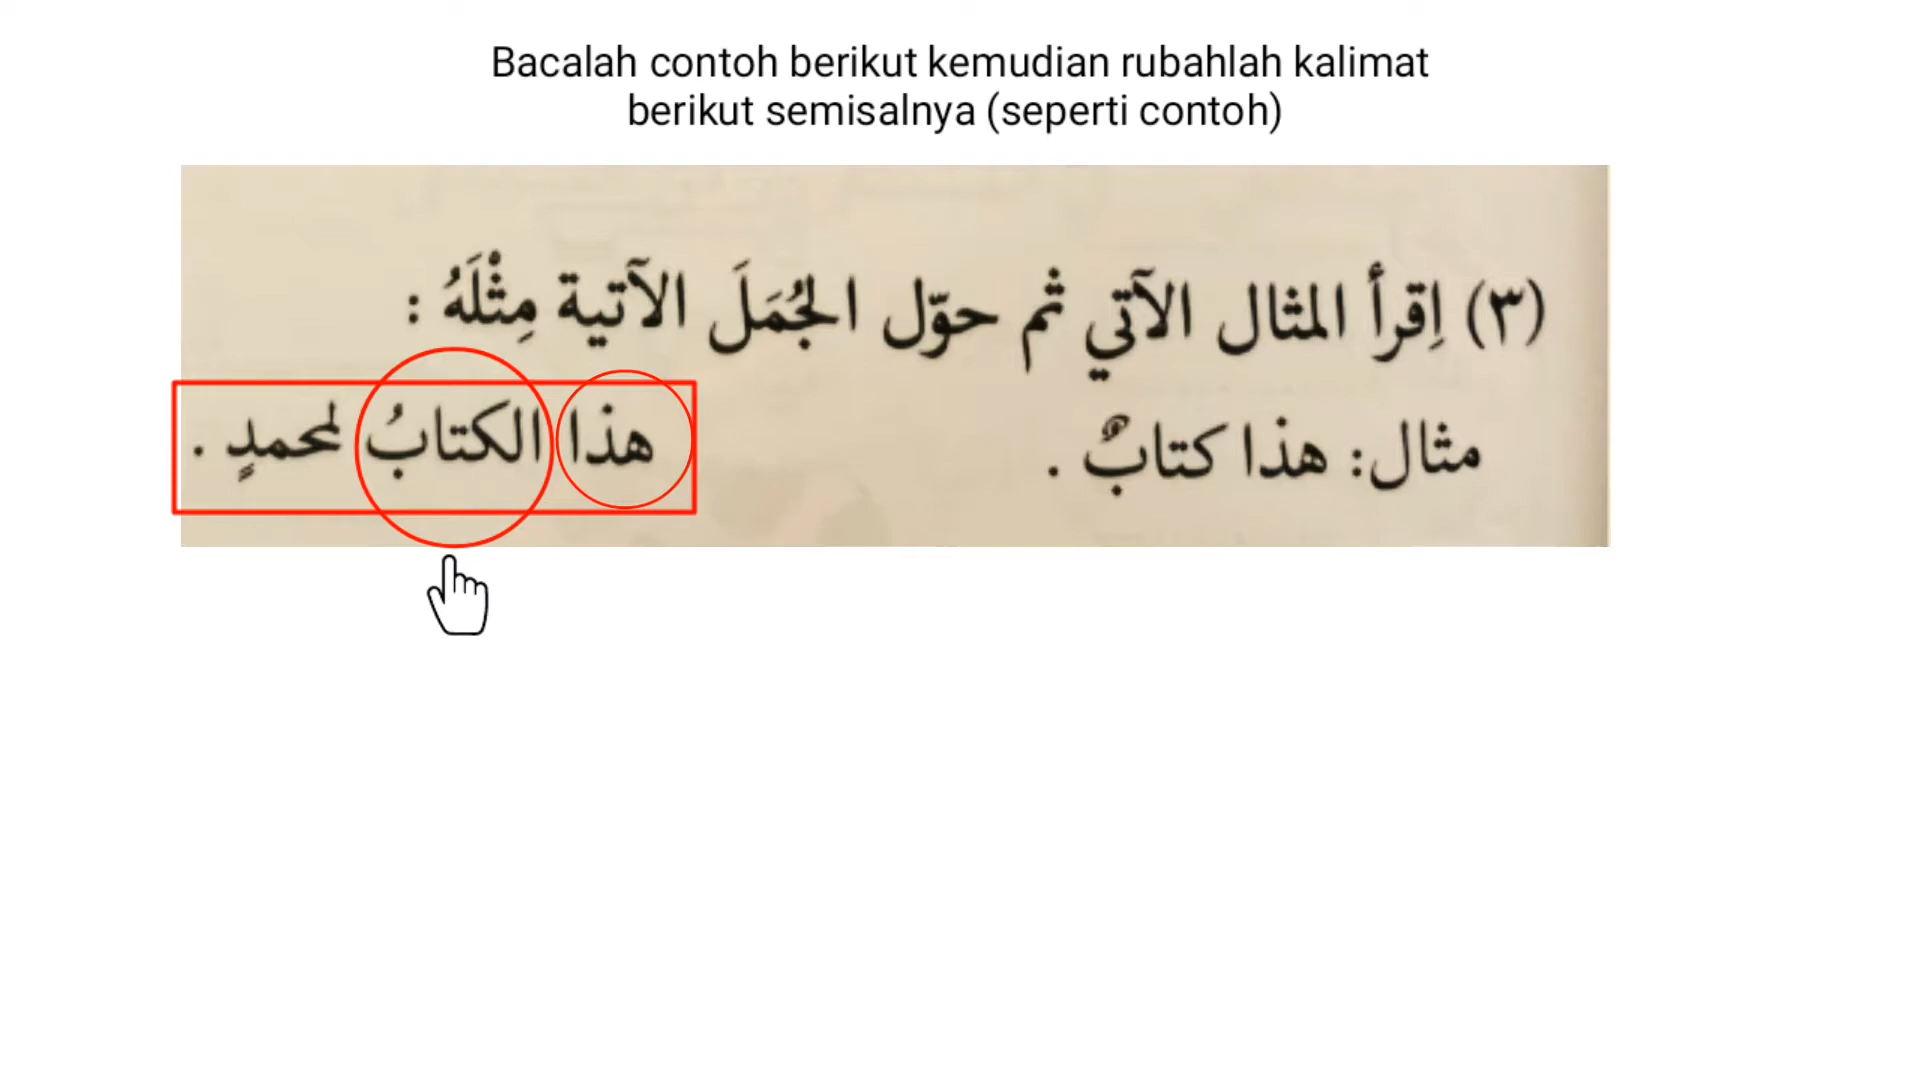 Bacalah contoh berikut kemudian rubahlah kalimat
berikut semisalnya (seperti contoh)
(٣) اِقرأ المثال الآتي ثم حوّل الجُمَلَ الآتية مِثْلَهُ :
مثال: هذا كتابٌ . هذا الكتابُ لمحمدٍ .